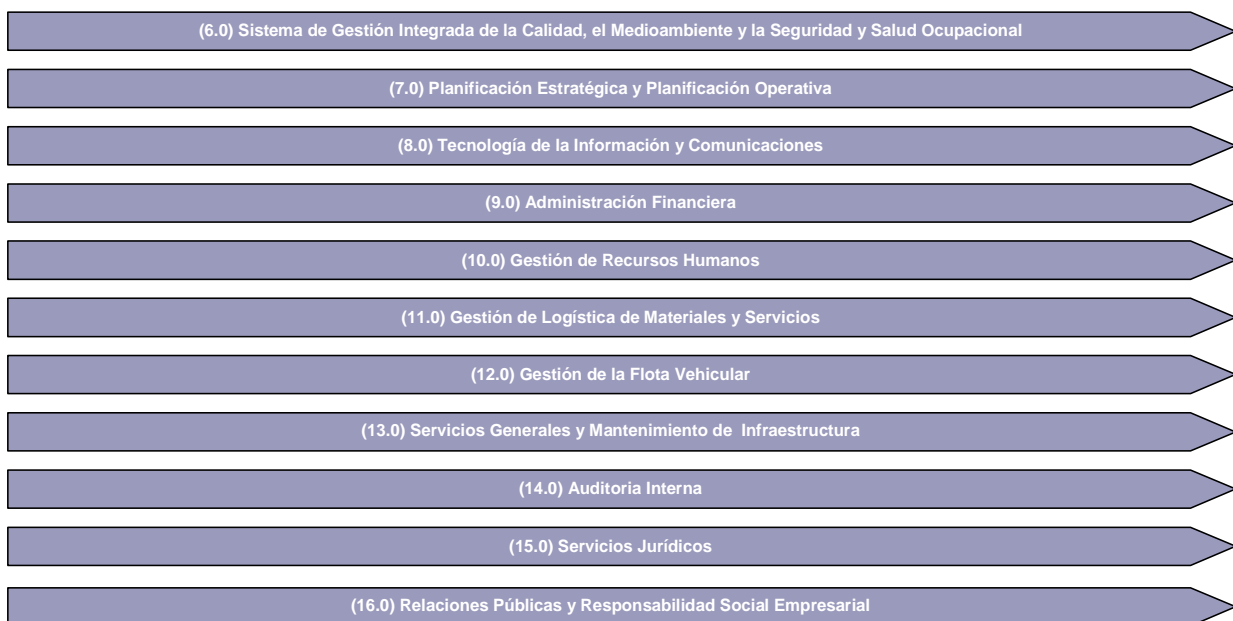 (6.0) Sistema de Gestión Integrada de la Calidad, el Medioambiente y la Seguridad y Salud Ocupacional
(7.0) Planificación Estratégica y Planificación Operativa
(8.0) Tecnología de la Información y Comunicaciones
(9.0) Administración Financiera
(10.0) Gestión de Recursos Humanos
(11.0) Gestión de Logística de Materiales y Servicios
(12.0) Gestión de la Flota Vehicular
(13.0) Servicios Generales y Mantenimiento de  Infraestructura
(14.0) Auditoria Interna
(15.0) Servicios Jurídicos
(16.0) Relaciones Públicas y Responsabilidad Social Empresarial